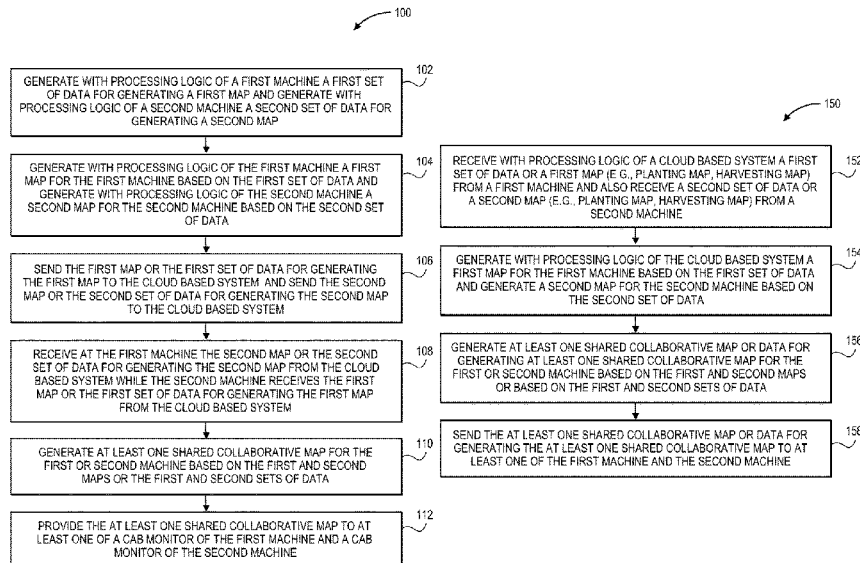 100
GENERATE WITH PROCESSING LOGIC OF A FIRST MACHINE A FIRST SET
OF DATA FOR GENERATING A FIRST MAP AND GENERATE WITH
PROCESSING LOGIC OF A SECOND MACHINE A SECOND SET OF DATA FOR
GENERATING A SECOND MAP
102
GENERATE WITH PROCESSING LOGIC OF THE FIRST MACHINE A FIRST
MAP FOR THE FIRST MACHINE BASED ON THE FIRST SET OF DATA AND
GENERATE WITH PROCESSING LOGIC OF THE SECOND MACHINE A
SECOND MAP FOR THE SECOND MACHINE BASED ON THE SECOND SET
OF DATA
104
SEND THE FIRST MAP OR THE FIRST SET OF DATA FOR GENERATING
THE FIRST MAP TO THE CLOUD BASED SYSTEM AND SEND THE SECOND
MAP OR THE SECOND SET OF DATA FOR GENERATING THE SECOND MAP
TO THE CLOUD BASED SYSTEM
106
RECEIVE AT THE FIRST MACHINE THE SECOND MAP OR THE SECOND
SET OF DATA FOR GENERATING THE SECOND MAP FROM THE CLOUD
BASED SYSTEM WHILE THE SECOND MACHINE RECEIVES THE FIRST
MAP OR THE FIRST SET OF DATA FOR GENERATING THE FIRST MAP
FROM THE CLOUD BASED SYSTEM
108
GENERATE AT LEAST ONE SHARED COLLABORATIVE MAP FOR THE
FIRST OR SECOND MACHINE BASED ON THE FIRST AND SECOND
MAPS OR THE FIRST AND SECOND SETS OF DATA
110
PROVIDE THE AT LEAST ONE SHARED COLLABORATIVE MAP TO AT
LEAST ONE OF A CAB MONITOR OF THE FIRST MACHINE AND A CAB
MONITOR OF THE SECOND MACHINE
112
150
RECEIVE WITH PROCESSING LOGIC OF A CLOUD BASED SYSTEM A FIRST
SET OF DATA OR A FIRST MAP (E G., PLANTING MAP, HARVESTING MAP)
FROM A FIRST MACHINE AND ALSO RECEIVE A SECOND SET OF DATA OR
A SECOND MAP (E.G., PLANTING MAP, HARVESTING MAP) FROM A
SECOND MACHINE
152
GENERATE WITH PROCESSING LOGIC OF THE CLOUD BASED SYSTEM A
FIRST MAP FOR THE FIRST MACHINE BASED ON THE FIRST SET OF DATA
AND GENERATE A SECOND MAP FOR THE SECOND MACHINE BASED ON
THE SECOND SET OF DATA
154
GENERATE AT LEAST ONE SHARED COLLABORATIVE MAP OR DATA FOR
GENERATING AT LEAST ONE SHARED COLLABORATIVE MAP FOR THE
FIRST OR SECOND MACHINE BASED ON THE FIRST AND SECOND MAPS
OR BASED ON THE FIRST AND SECOND SETS OF DATA
156
SEND THE AT LEAST ONE SHARED COLLABORATIVE MAP OR DATA FOR
GENERATING THE AT LEAST ONE SHARED COLLABORATIVE MAP TO AT
LEAST ONE OF THE FIRST MACHINE AND THE SECOND MACHINE
158